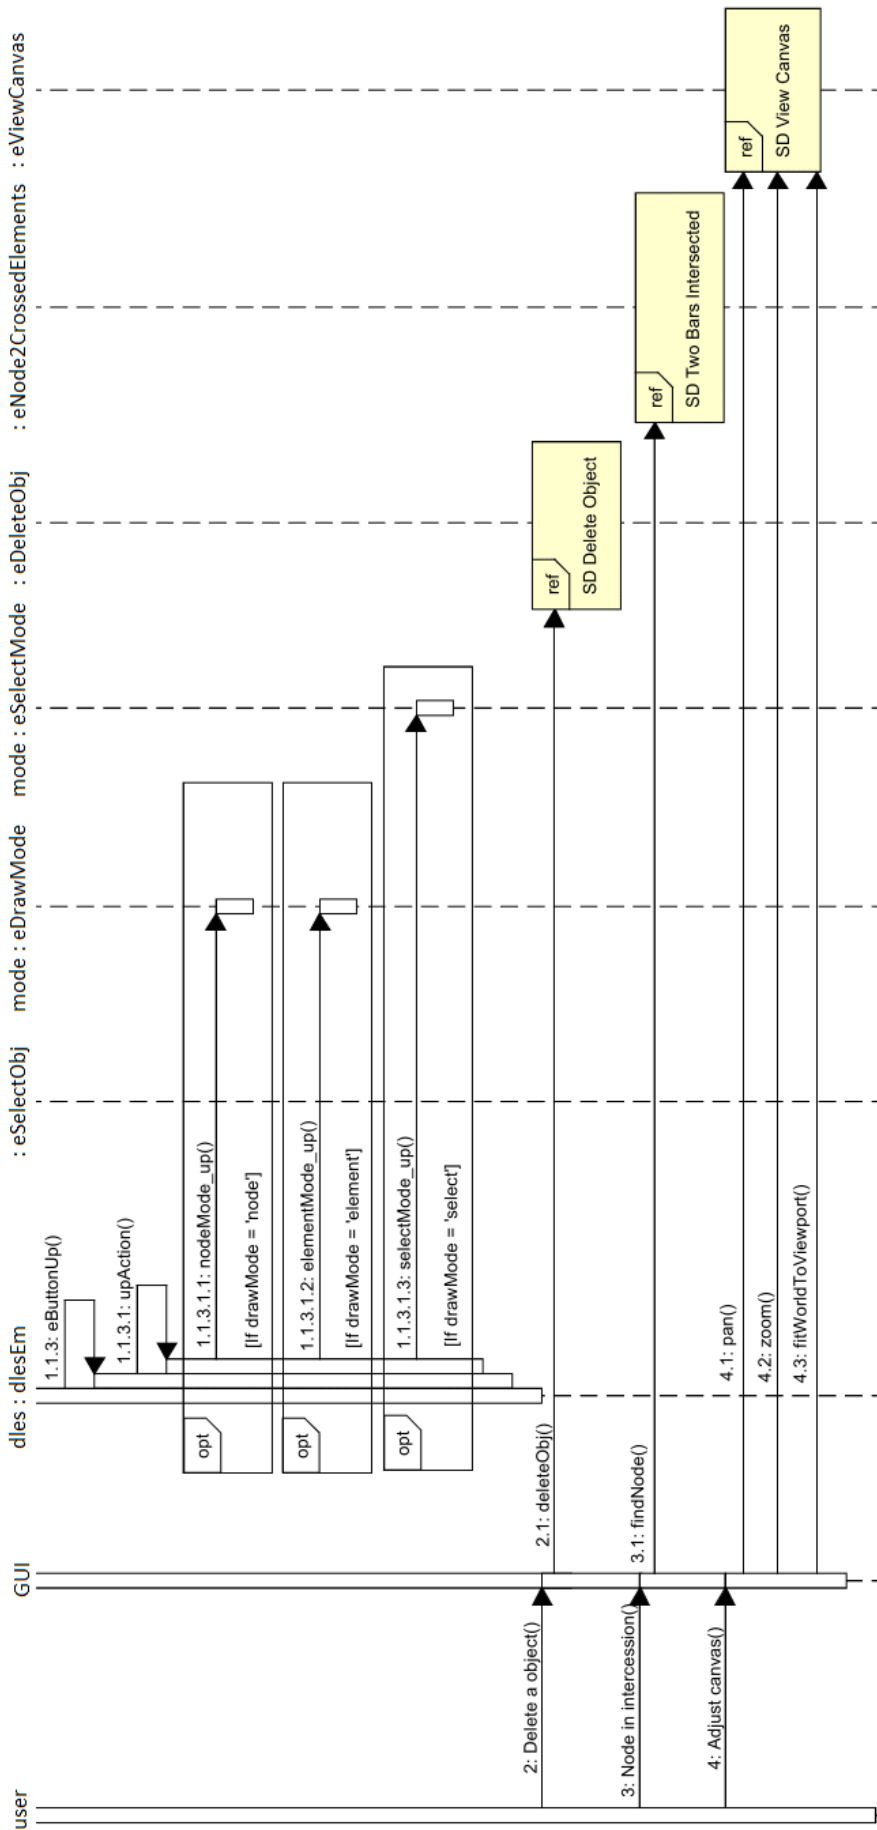 user
GUI
dles : dlesEm
: eSelectObj
mode : eDrawMode
mode : eSelectMode
: eDeleteObj
: eNode2CrossedElements
: eViewCanvas
1.1.3: eButtonUp()
1.1.3.1: upAction()
opt
1.1.3.1.1: nodeMode_up()
[If drawMode = 'node']
opt
1.1.3.1.2: elementMode_up()
[If drawMode = 'element']
opt
1.1.3.1.3: selectMode_up()
[If drawMode = 'select']
2: Delete a object()
2.1: deleteObj()
ref
SD Delete Object
3: Node in intercession()
3.1: findNode()
ref
SD Two Bars Intersected
4: Adjust canvas()
4.1: pan()
ref
4.2: zoom()
SD View Canvas
4.3: fitWorldToViewport()